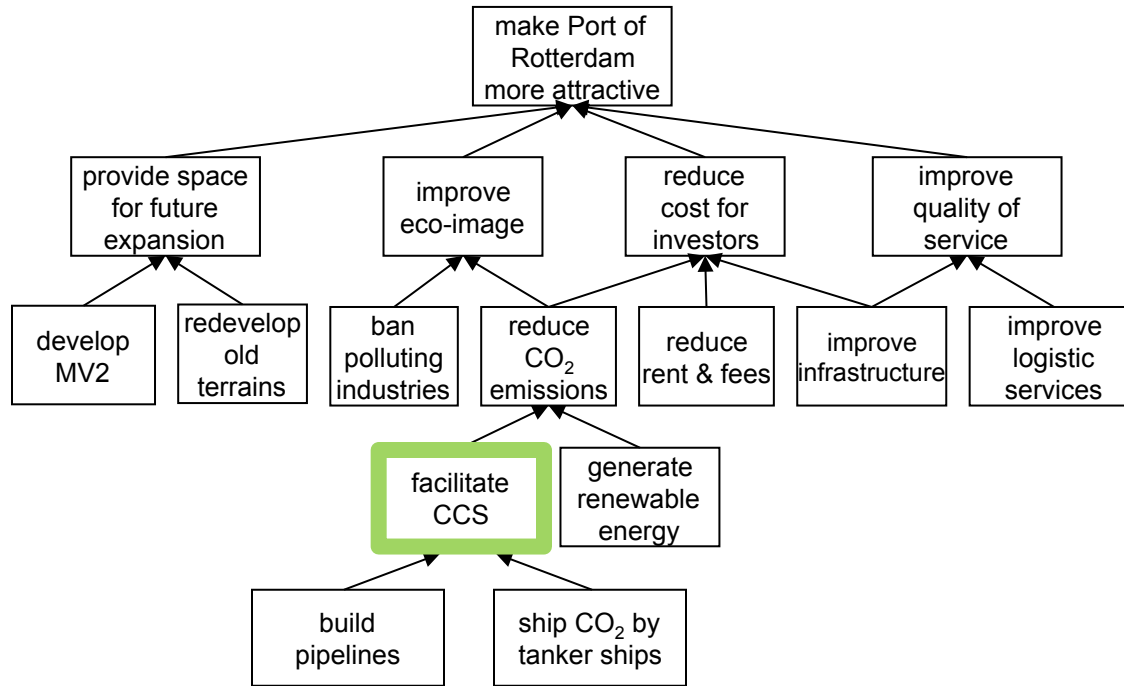 make Port of
Rotterdam
more attractive
provide space
for future
expansion
improve
eco-image
reduce
cost for
investors
improve
quality of
service
develop
MV2
redevelop
old
terrains
ban
polluting
industries
reduce
CO₂
emissions
reduce
rent & fees
improve
infrastructure
improve
logistic
services
facilitate
CCS
generate
renewable
energy
build
pipelines
ship CO₂ by
tanker ships